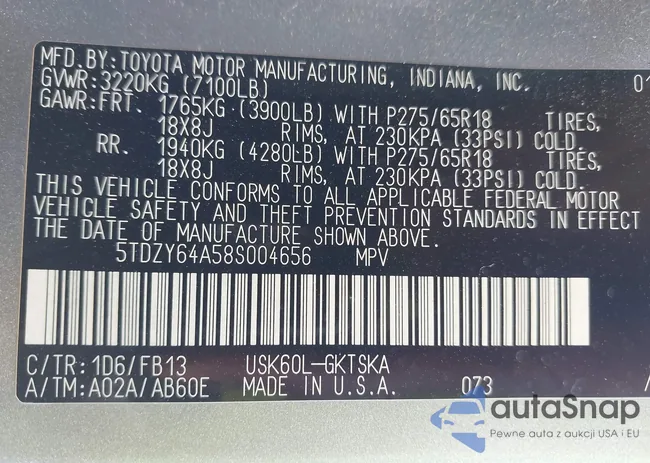 MFD.BY:TOYOTA MOTOR MANUFACTURING, INDIANA, INC. 01
GVWR:3220KG (7100LB)
GAWR:FRT. 1765KG (3900LB) WITH P275/65R18 TIRES,
18X8J RIMS, AT 230KPA (33PSI) COLD.
RR. 1940KG (4280LB) WITH P275/65R18 TIRES,
18X8J RIMS, AT 230KPA (33PSI) COLD.
THIS VEHICLE CONFORMS TO ALL APPLICABLE FEDERAL MOTOR
VEHICLE SAFETY AND THEFT PREVENTION STANDARDS IN EFFECT
THE DATE OF MANUFACTURE SHOWN ABOVE.
5TDZY64A58S004656 MPV
C/TR:1D6/FB13 USK60L-GKTSKA
A/TM:A02A/AB60E MADE IN U.S.A. 073 /
autaSnap
Pewne auta z aukcji USA i EU